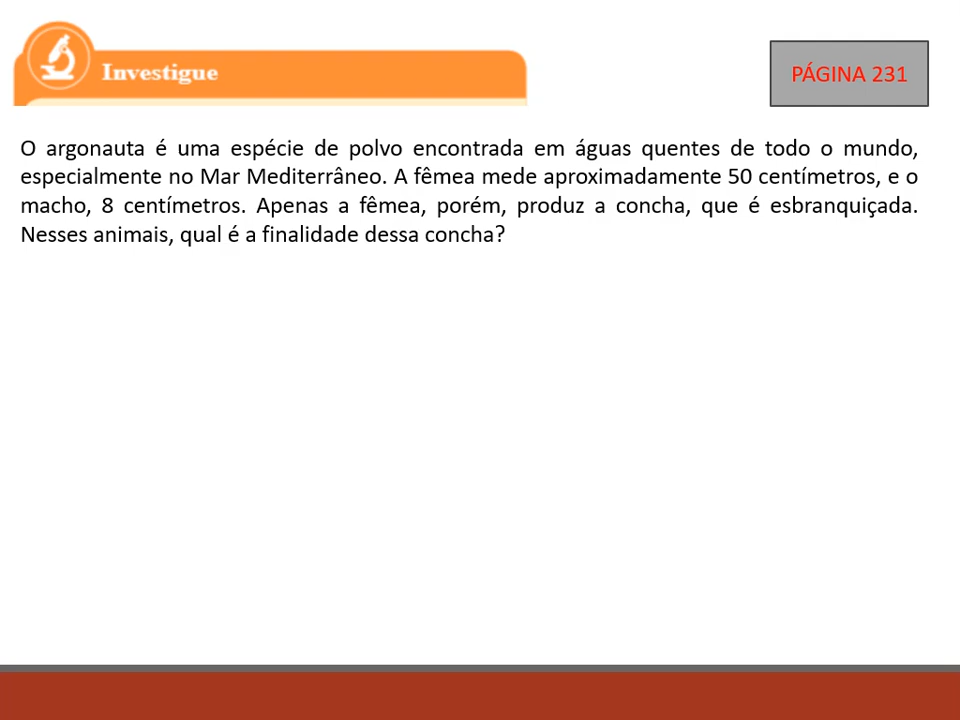 Investigue
PÁGINA 231
O argonauta é uma espécie de polvo encontrada em águas quentes de todo o mundo,
especialmente no Mar Mediterrâneo. A fêmea mede aproximadamente 50 centímetros, e o
macho, 8 centímetros. Apenas a fêmea, porém, produz a concha, que é esbranquiçada.
Nesses animais, qual é a finalidade dessa concha?